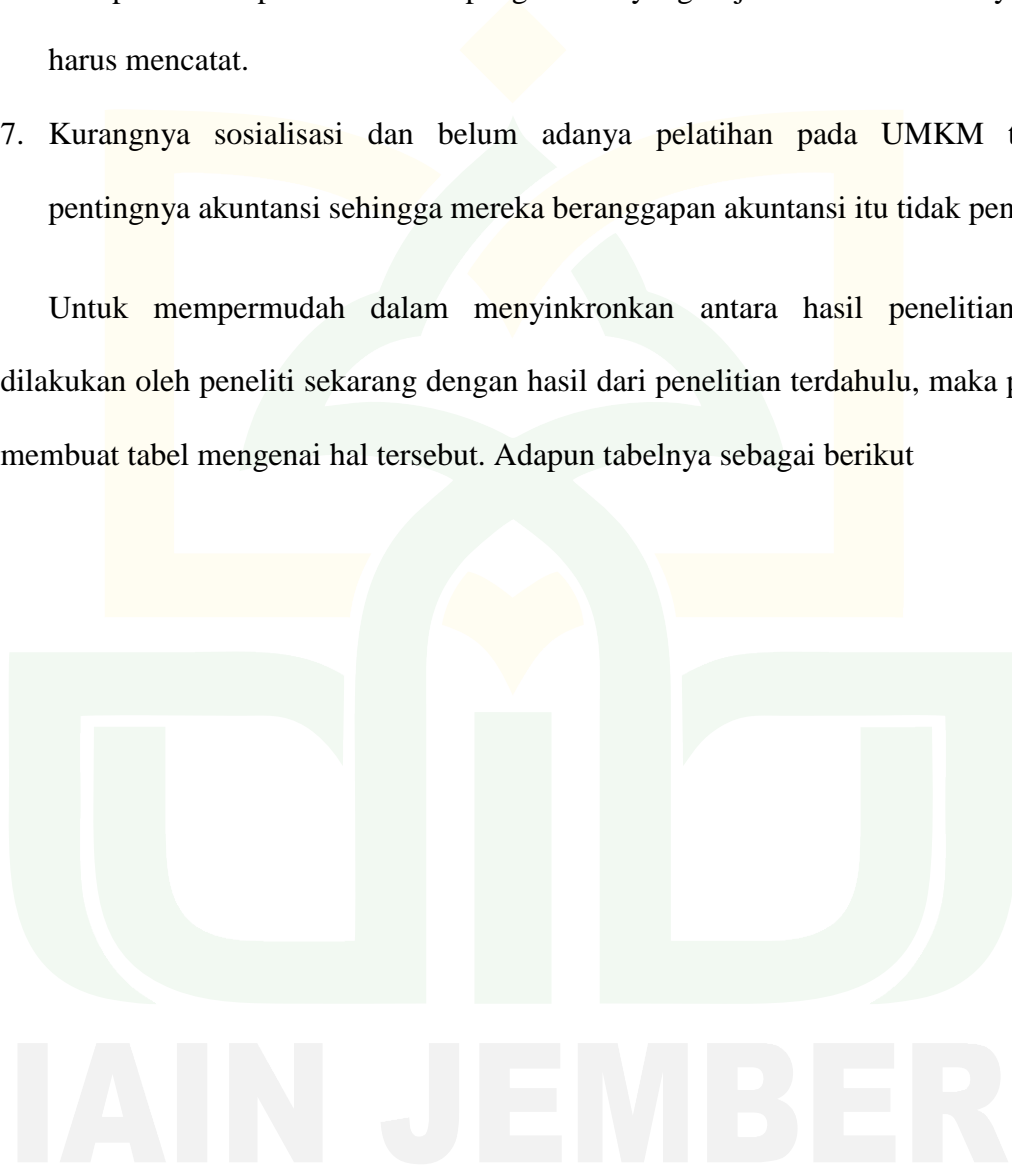 harus mencatat.
7. Kurangnya sosialisasi dan belum adanya pelatihan pada UMKM
pentingnya akuntansi sehingga mereka beranggapan akuntansi itu tidak
Untuk mempermudah dalam menyinkronkan antara hasil penelitian
dilakukan oleh peneliti sekarang dengan hasil dari penelitian terdahulu, maka
membuat tabel mengenai hal tersebut. Adapun tabelnya sebagai berikut
IAIN JEMBER